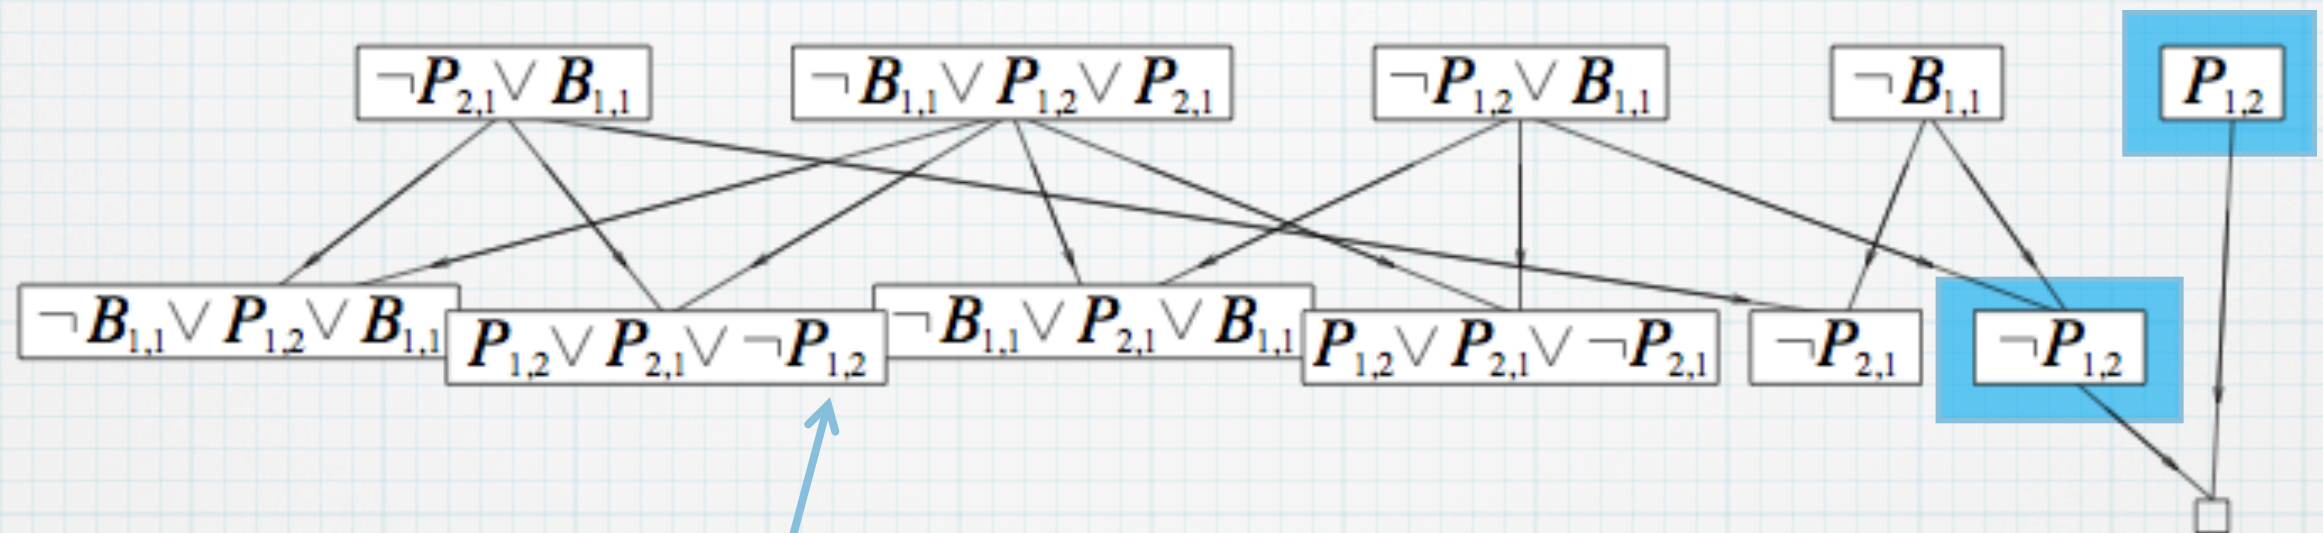 ¬P2,1 ∨ B1,1
¬B1,1 ∨ P1,2 ∨ P2,1
¬P1,2 ∨ B1,1
¬B1,1
P1,2
¬B1,1 ∨ P1,2 ∨ B1,1
P1,2 ∨ P2,1 ∨ ¬P1,2
¬B1,1 ∨ P2,1 ∨ B1,1
P1,2 ∨ P2,1 ∨ ¬P2,1
¬P2,1
¬P1,2